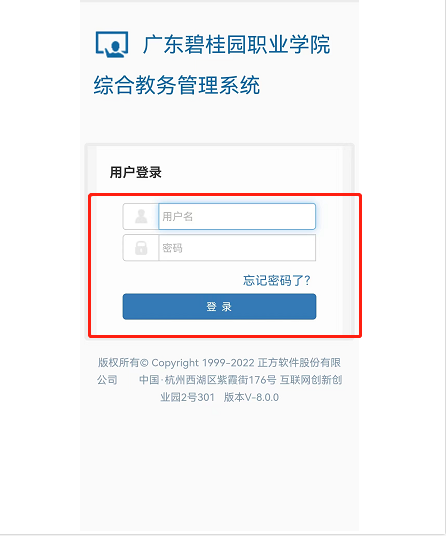 广东碧桂园职业学院
综合教务管理系统
用户登录
用户名
密码
忘记密码了?
登 录
版权所有© Copyright 1999-2022 正方软件股份有限
公司 中国·杭州西湖区紫霞街176号 互联网创新创
业园2号301 版本V-8.0.0